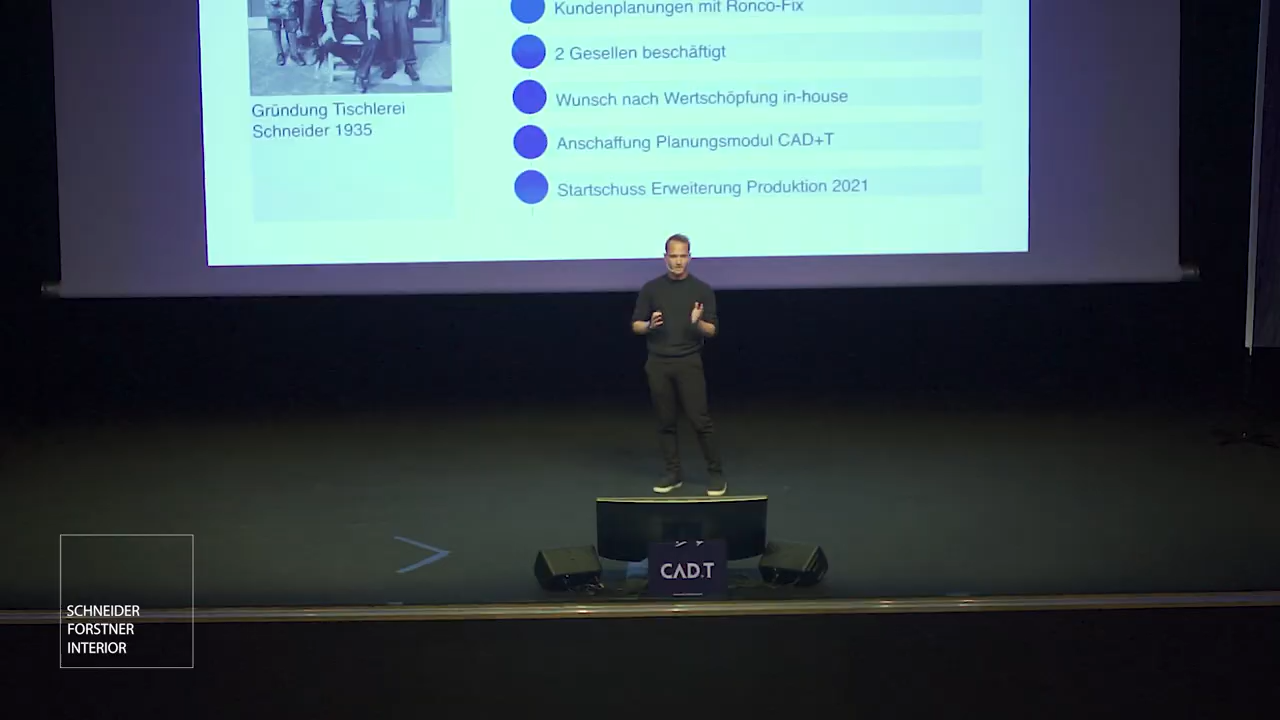 Kundenplanungen mit Ronco-Fix
2 Gesellen beschäftigt
Wunsch nach Wertschöpfung in-house
Anschaffung Planungsmodul CAD+T
Startschuss Erweiterung Produktion 2021
Gründung Tischlerei
Schneider 1935
CAD+T
SCHNEIDER
FORSTNER
INTERIOR